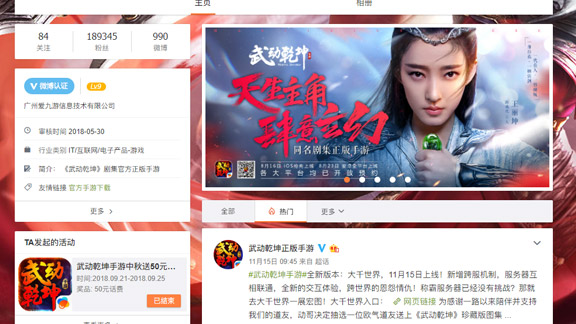 主页
相册
84
189345
990
关注
粉丝
微博
微博认证
LV9
广州爱九游信息技术有限公司
审核时间 2018-05-30
行业类别 IT/互联网/电子产品-游戏
简介： 《武动乾坤》剧集官方正版手游
友情链接 官方手游下载
更多 >
TA发起的活动
武动乾坤
武动乾坤手游中秋送50元…
时间:2018.09.21-2018.09.25
奖品: 50元话费
已结束
更多 >
武动乾坤
天生主角
肆意玄幻
同名剧集正版手游
各大平台均已开放预约
全部
热门
更多
武动乾坤正版手游
11月15日 09:45 来自 超话
#武动乾坤手游#全新版本：大千世界，11月15日上线！新增跨服机制，服务器互
相联通，全新的交互体验，跨世界的恩怨情仇！称霸服务器已经没有挑战？那就
去大千世界一展宏图！大千世界入口： 网页链接 为感谢一路以来陪伴并支持
我们的道友，动哥决定抽选一位欧气道友送上《武动乾坤》珍藏版图集 ...